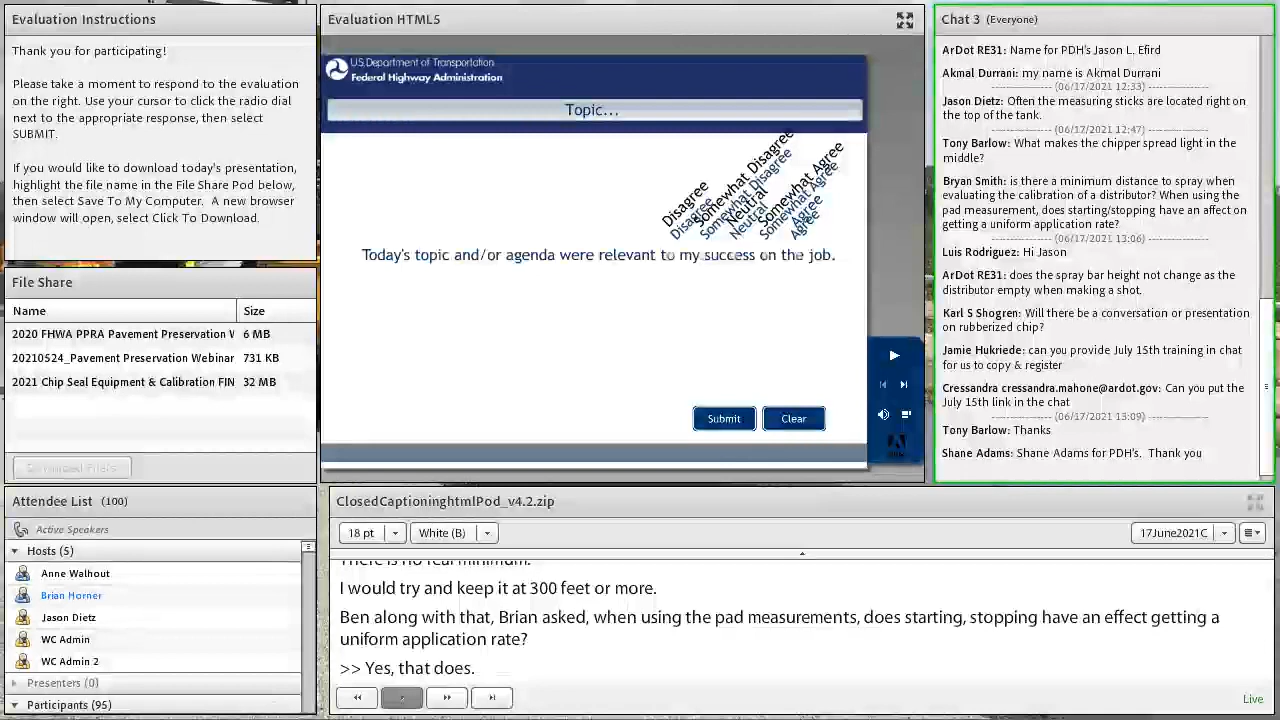 Evaluation Instructions
Thank you for participating!
Please take a moment to respond to the evaluation
on the right. Use your cursor to click the radio dial
next to the appropriate response, then select
SUBMIT.
If you would like to download today's presentation,
highlight the file name in the File Share Pod below,
then select Save To My Computer. A new browser
window will open, select Click To Download.
File Share
Name Size
2020 FHWA PPRA Pavement Preservation W 6 MB
20210524_Pavement Preservation Webinar 731 KB
2021 Chip Seal Equipment & Calibration FIN 32 MB
Download File(s)
Attendee List (100)
Active Speakers
Hosts (5)
Anne Walhout
Brian Horner
Jason Dietz
WC Admin
WC Admin 2
Presenters (0)
Participants (95)
Evaluation HTML5
U.S. Department of Transportation
Federal Highway Administration
Topic...
Disagree
Somewhat Disagree
Neutral
Somewhat Agree
Agree
Disagree
Somewhat Disagree
Neutral
Somewhat Agree
Agree
Today's topic and/or agenda were relevant to my success on the job.
Submit
Clear
Chat 3 (Everyone)
ArDot RE31: Name for PDH's Jason L. Efird
Akmal Durrani: my name is Akmal Durrani
(06/17/2021 12:33)
Jason Dietz: Often the measuring sticks are located right on
the top of the tank.
(06/17/2021 12:47)
Tony Barlow: What makes the chipper spread light in the
middle?
Bryan Smith: is there a minimum distance to spray when
evaluating the calibration of a distributor? When using the
pad measurement, does starting/stopping have an affect on
getting a uniform application rate?
(06/17/2021 13:06)
Luis Rodriguez: Hi Jason
ArDot RE31: does the spray bar height not change as the
distributor empty when making a shot.
Karl S Shogren: Will there be a conversation or presentation
on rubberized chip?
Jamie Hukriede: can you provide July 15th training in chat
for us to copy & register
Cressandra cressandra.mahone@ardot.gov: Can you put the
July 15th link in the chat
(06/17/2021 13:09)
Tony Barlow: Thanks
Shane Adams: Shane Adams for PDH's. Thank you
ClosedCaptioninghtmlPod_v4.2.zip
18 pt White (B) 17June2021C
There is no real minimum.
I would try and keep it at 300 feet or more.
Ben along with that, Brian asked, when using the pad measurements, does starting, stopping have an effect getting a
uniform application rate?
>> Yes, that does.
Live